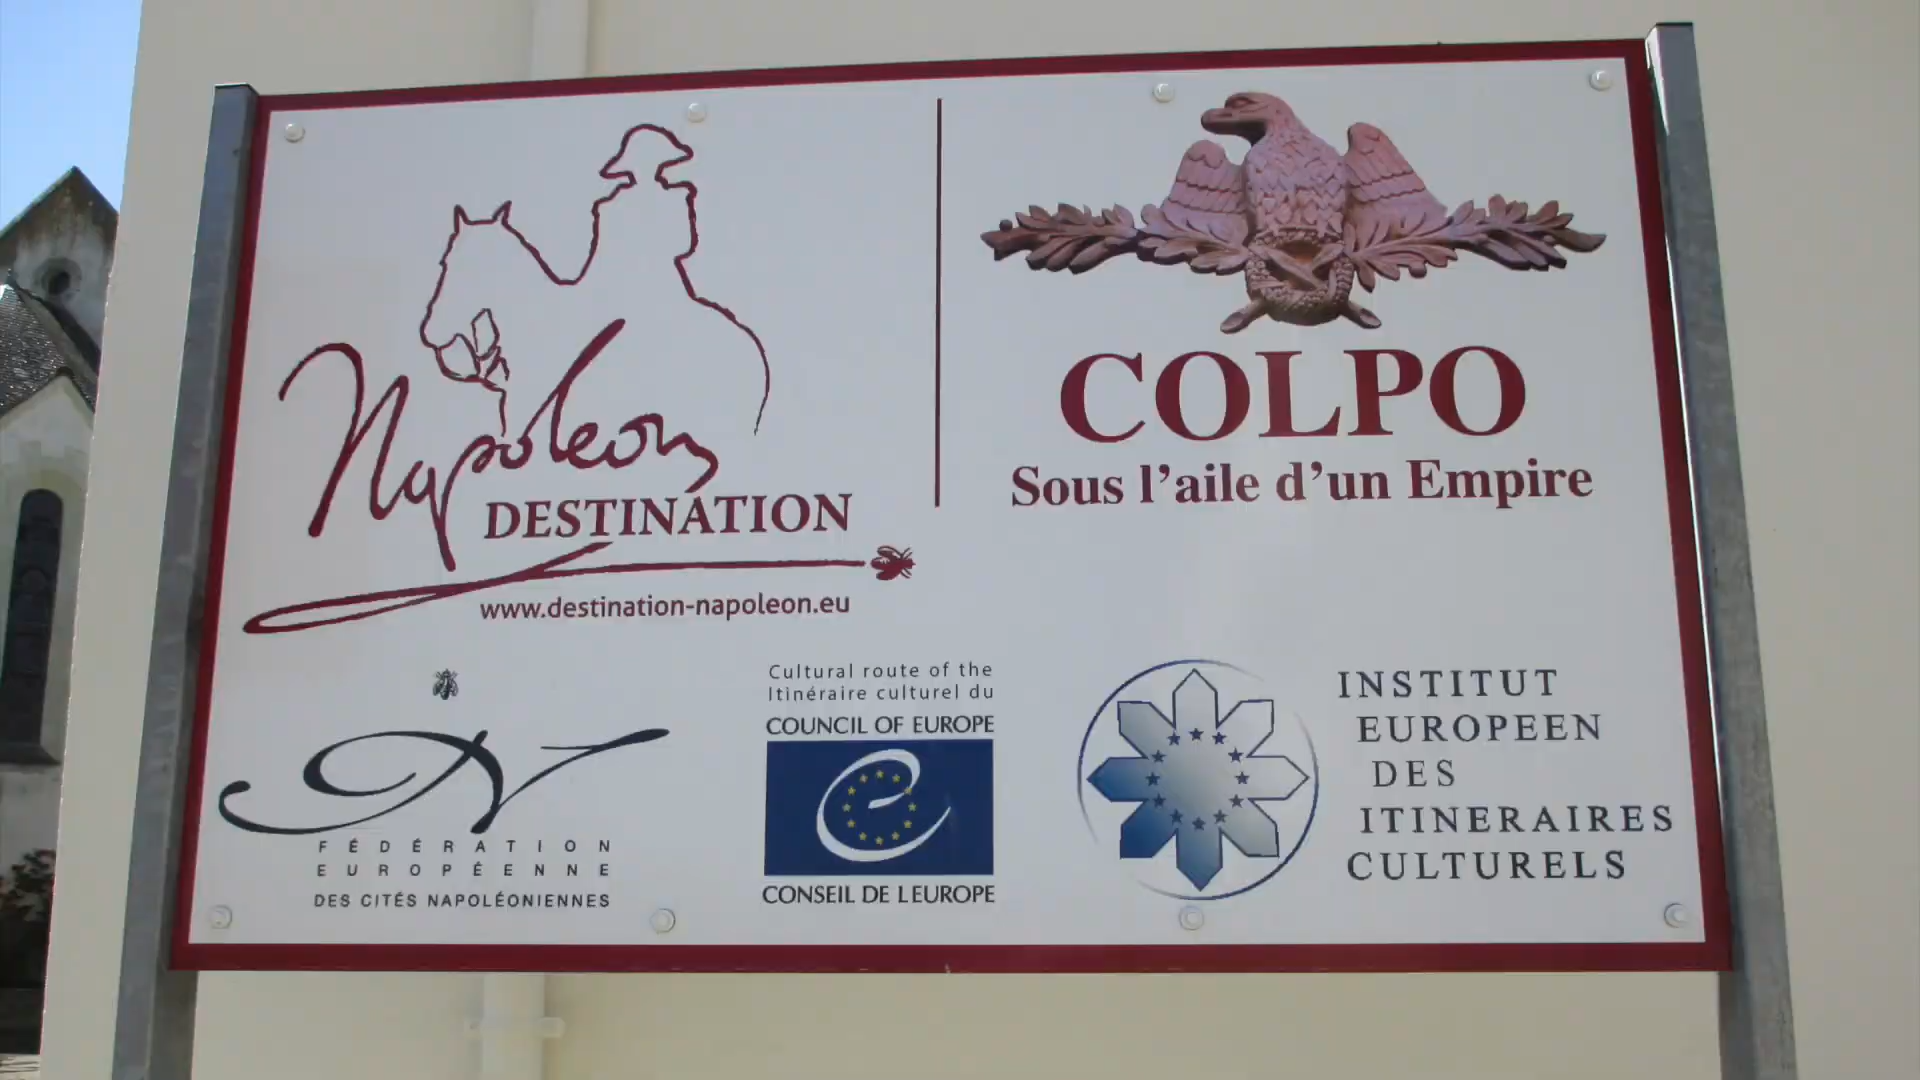 Napoleon
DESTINATION
www.destination-napoleon.eu
COLPO
Sous l'aile d'un Empire
FÉDÉRATION
EUROPÉENNE
DES CITÉS NAPOLÉONIENNES
Cultural route of the
Itinéraire culturel du
COUNCIL OF EUROPE
CONSEIL DE L'EUROPE
INSTITUT
EUROPEEN
DES
ITINERAIRES
CULTURELS